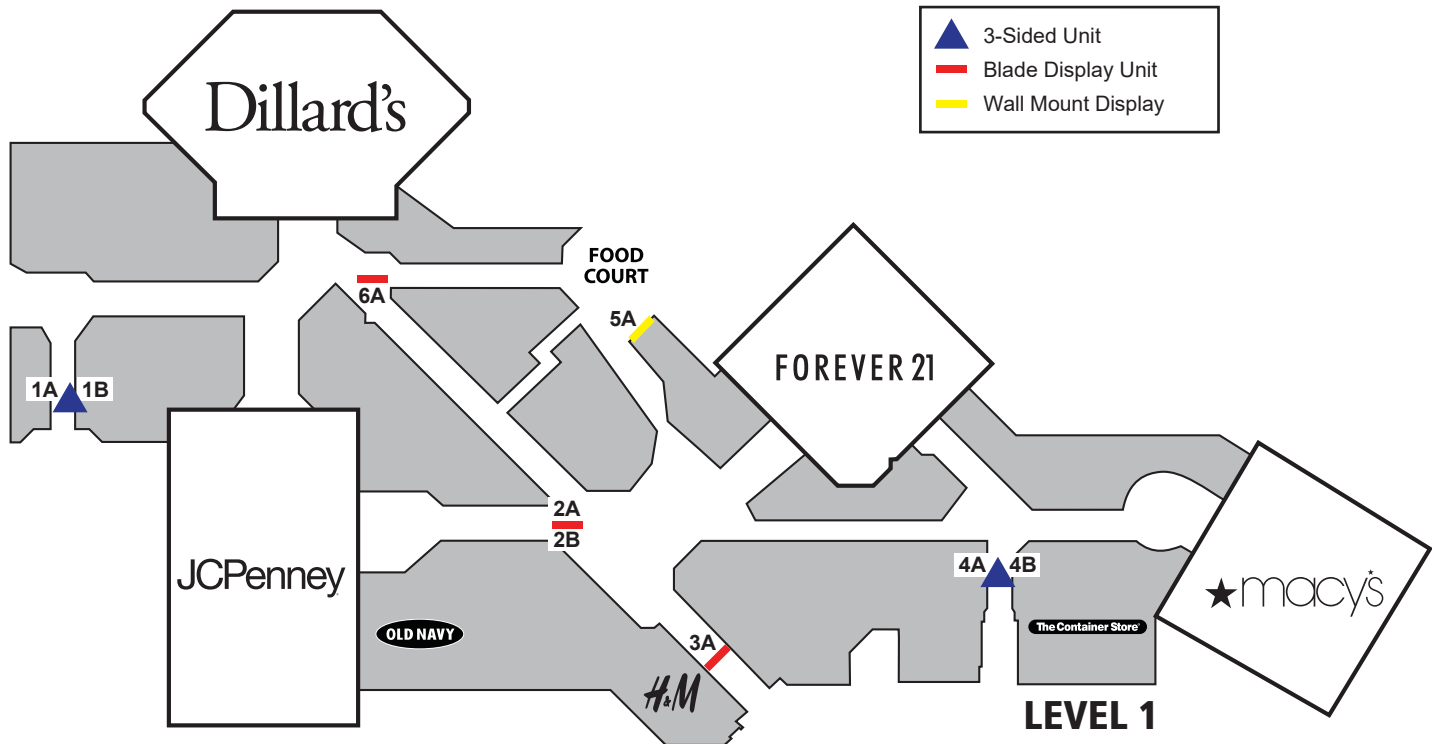 3-Sided Unit
Blade Display Unit
Wall Mount Display
Dillard's
FOOD
COURT
6A
5A
FOREVER 21
1A
1B
2A
2B
JCPenney
4A
4B
macy's
OLD NAVY
The Container Store®
3A
H&M
LEVEL 1